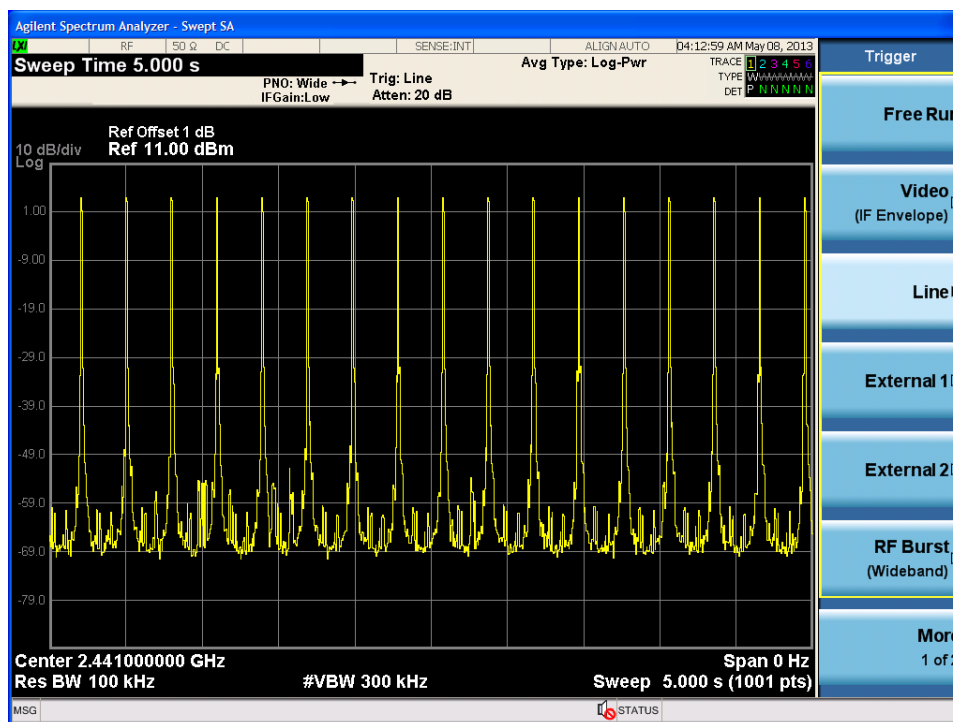 Agilent Spectrum Analyzer - Swept SA
LXI RF 50 Ω DC SENSE:INT ALIGN AUTO 04:12:59 AM May 08, 2013
Sweep Time 5.000 s
PNO: Wide
IFGain:Low
Trig: Line
Atten: 20 dB
Avg Type: Log-Pwr
TRACE 1 2 3 4 5 6
TYPE WWWWWW
DET P N N N N N
Ref Offset 1 dB
10 dB/div Ref 11.00 dBm
Log
1.00
-9.00
-19.0
-29.0
-39.0
-49.0
-59.0
-69.0
-79.0
Center 2.441000000 GHz
Span 0 Hz
Res BW 100 kHz
#VBW 300 kHz
Sweep 5.000 s (1001 pts)
MSG
STATUS
Trigger
Free Ru
Video
(IF Envelope)
Line
External 1
External 2
RF Burst
(Wideband)
Mor
1 of